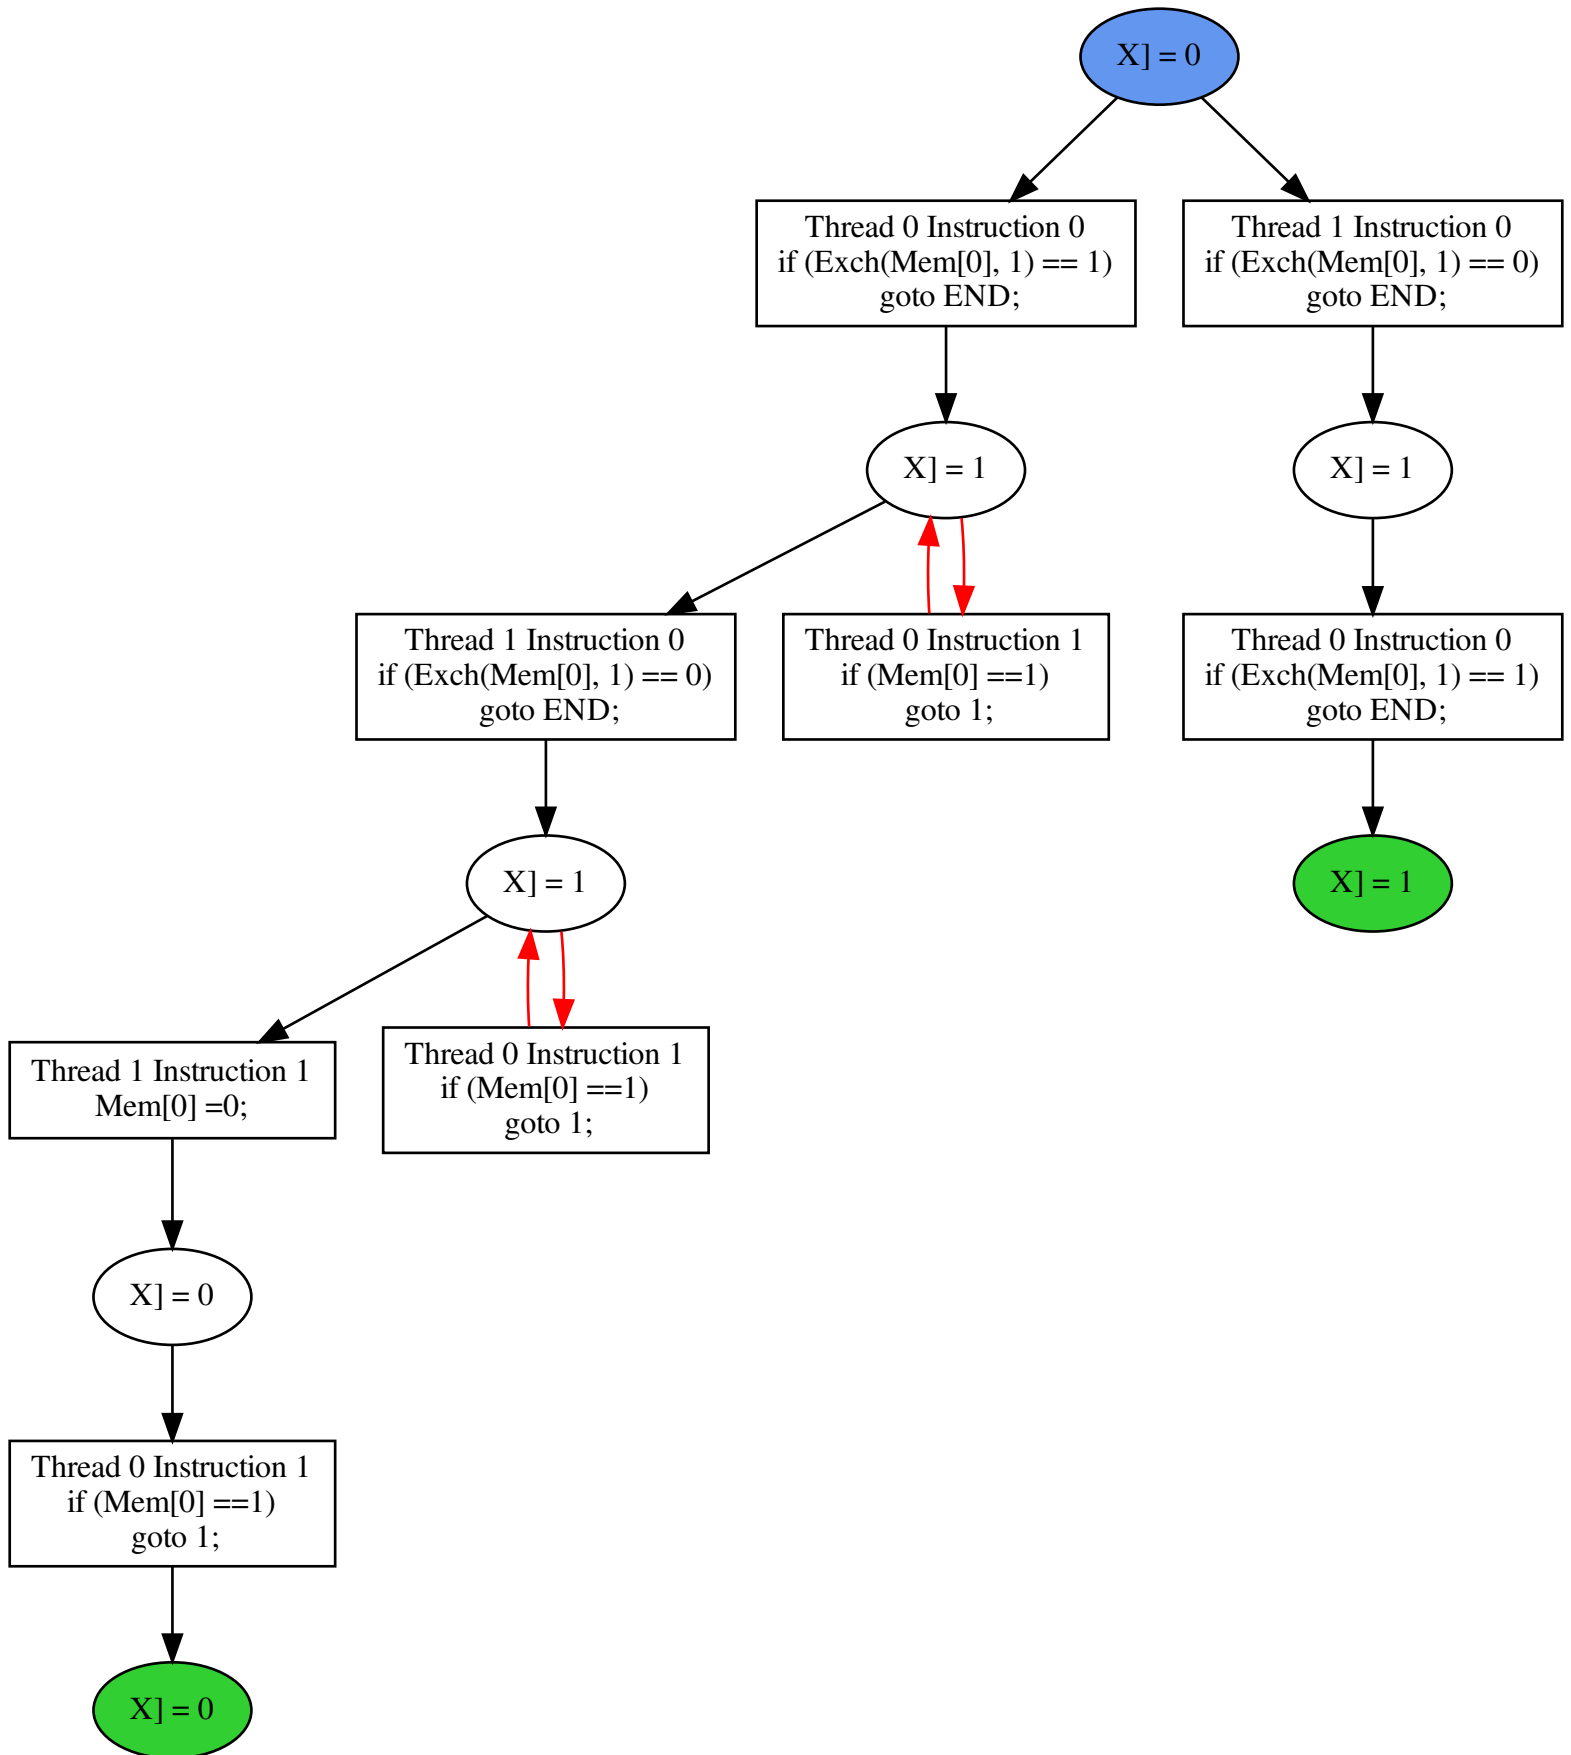 X] = 0
Thread 0 Instruction 0
if (Exch(Mem[0], 1) == 1)
goto END;
Thread 1 Instruction 0
if (Exch(Mem[0], 1) == 0)
goto END;
X] = 1
X] = 1
Thread 1 Instruction 0
if (Exch(Mem[0], 1) == 0)
goto END;
Thread 0 Instruction 1
if (Mem[0] ==1)
goto 1;
Thread 0 Instruction 0
if (Exch(Mem[0], 1) == 1)
goto END;
X] = 1
X] = 1
Thread 1 Instruction 1
Mem[0] =0;
Thread 0 Instruction 1
if (Mem[0] ==1)
goto 1;
X] = 0
Thread 0 Instruction 1
if (Mem[0] ==1)
goto 1;
X] = 0